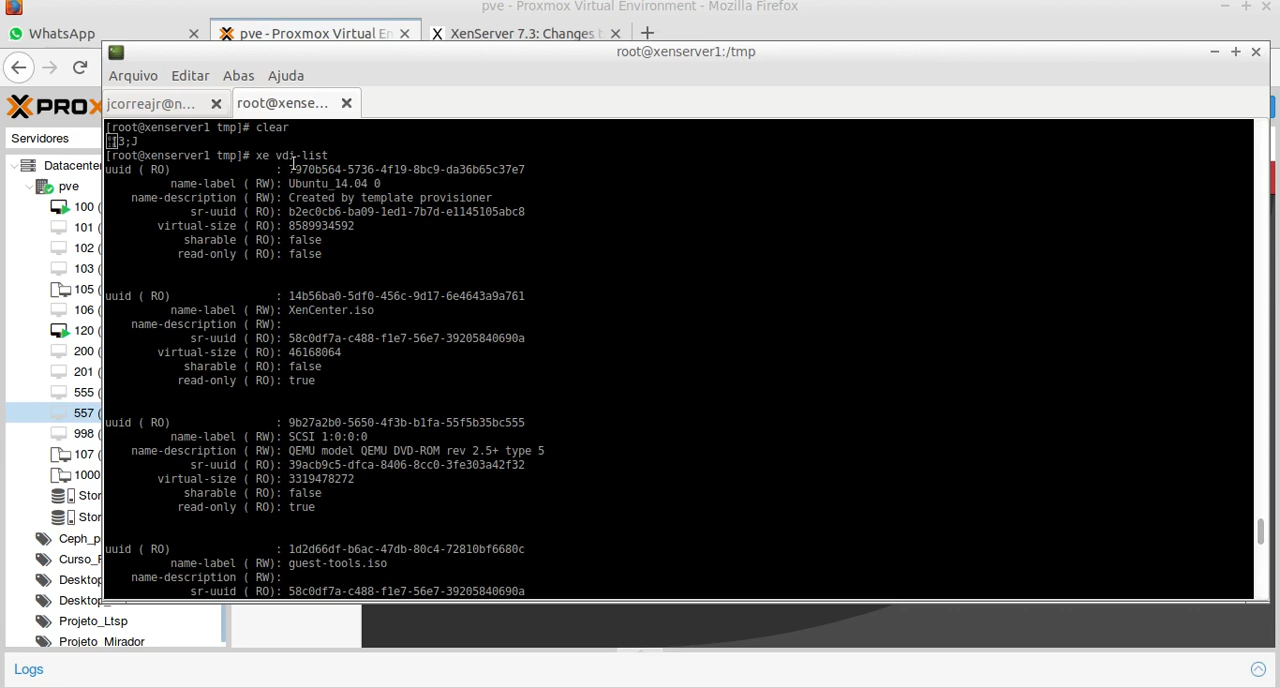 pve - Proxmox Virtual Environment - Mozilla Firefox
WhatsApp
pve - Proxmox Virtual En
XenServer 7.3: Changes t
root@xenserver1:/tmp
Arquivo Editar Abas Ajuda
jcorreajr@n...
root@xense...
PROX
Servidores
Datacente
pve
100 (
101 (
102 (
103 (
105 (
106 (
120 (
200 (
201 (
555 (
557 (
998 (
107 (
1000
Stor
Stor
Ceph_p
Curso_F
Desktop
Desktop_
Projeto_Ltsp
Projeto_Mirador
[root@xenserver1 tmp]# clear
[3;J
[root@xenserver1 tmp]# xe vdi-list
uuid ( RO) : 7970b564-5736-4f19-8bc9-da36b65c37e7
name-label ( RW): Ubuntu_14.04 0
name-description ( RW): Created by template provisioner
sr-uuid ( RO): b2ec0cb6-ba09-1ed1-7b7d-e1145105abc8
virtual-size ( RO): 8589934592
sharable ( RO): false
read-only ( RO): false
uuid ( RO) : 14b56ba0-5df0-456c-9d17-6e4643a9a761
name-label ( RW): XenCenter.iso
name-description ( RW):
sr-uuid ( RO): 58c0df7a-c488-f1e7-56e7-39205840690a
virtual-size ( RO): 46168064
sharable ( RO): false
read-only ( RO): true
uuid ( RO) : 9b27a2b0-5650-4f3b-b1fa-55f5b35bc555
name-label ( RW): SCSI 1:0:0:0
name-description ( RW): QEMU model QEMU DVD-ROM rev 2.5+ type 5
sr-uuid ( RO): 39acb9c5-dfca-8406-8cc0-3fe303a42f32
virtual-size ( RO): 3319478272
sharable ( RO): false
read-only ( RO): true
uuid ( RO) : 1d2d66df-b6ac-47db-80c4-72810bf6680c
name-label ( RW): guest-tools.iso
name-description ( RW):
sr-uuid ( RO): 58c0df7a-c488-f1e7-56e7-39205840690a
Logs